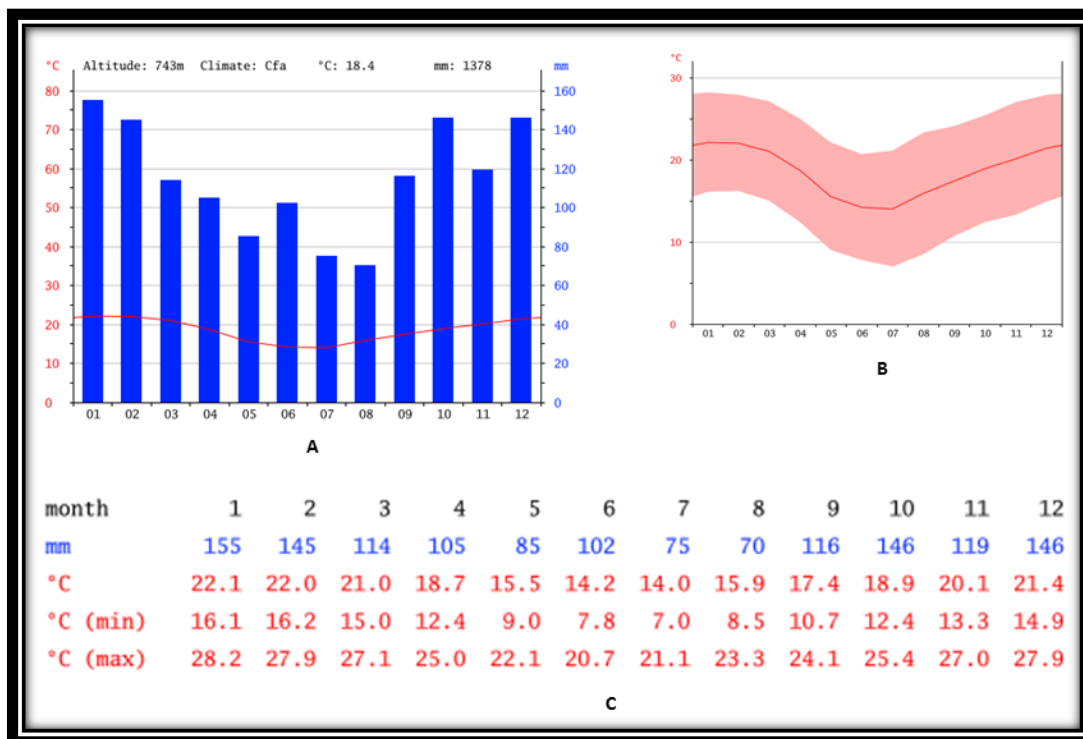 °C Altitude: 743m Climate: Cfa °C: 18.4 mm: 1378 mm
80 160
70 140
60 120
50 100
40 80
30 60
20 40
10 20
0 0
01 02 03 04 05 06 07 08 09 10 11 12
A
°C
30
20
10
0
01 02 03 04 05 06 07 08 09 10 11 12
B
month 1 2 3 4 5 6 7 8 9 10 11 12
mm 155 145 114 105 85 102 75 70 116 146 119 146
°C 22.1 22.0 21.0 18.7 15.5 14.2 14.0 15.9 17.4 18.9 20.1 21.4
°C (min) 16.1 16.2 15.0 12.4 9.0 7.8 7.0 8.5 10.7 12.4 13.3 14.9
°C (max) 28.2 27.9 27.1 25.0 22.1 20.7 21.1 23.3 24.1 25.4 27.0 27.9
C